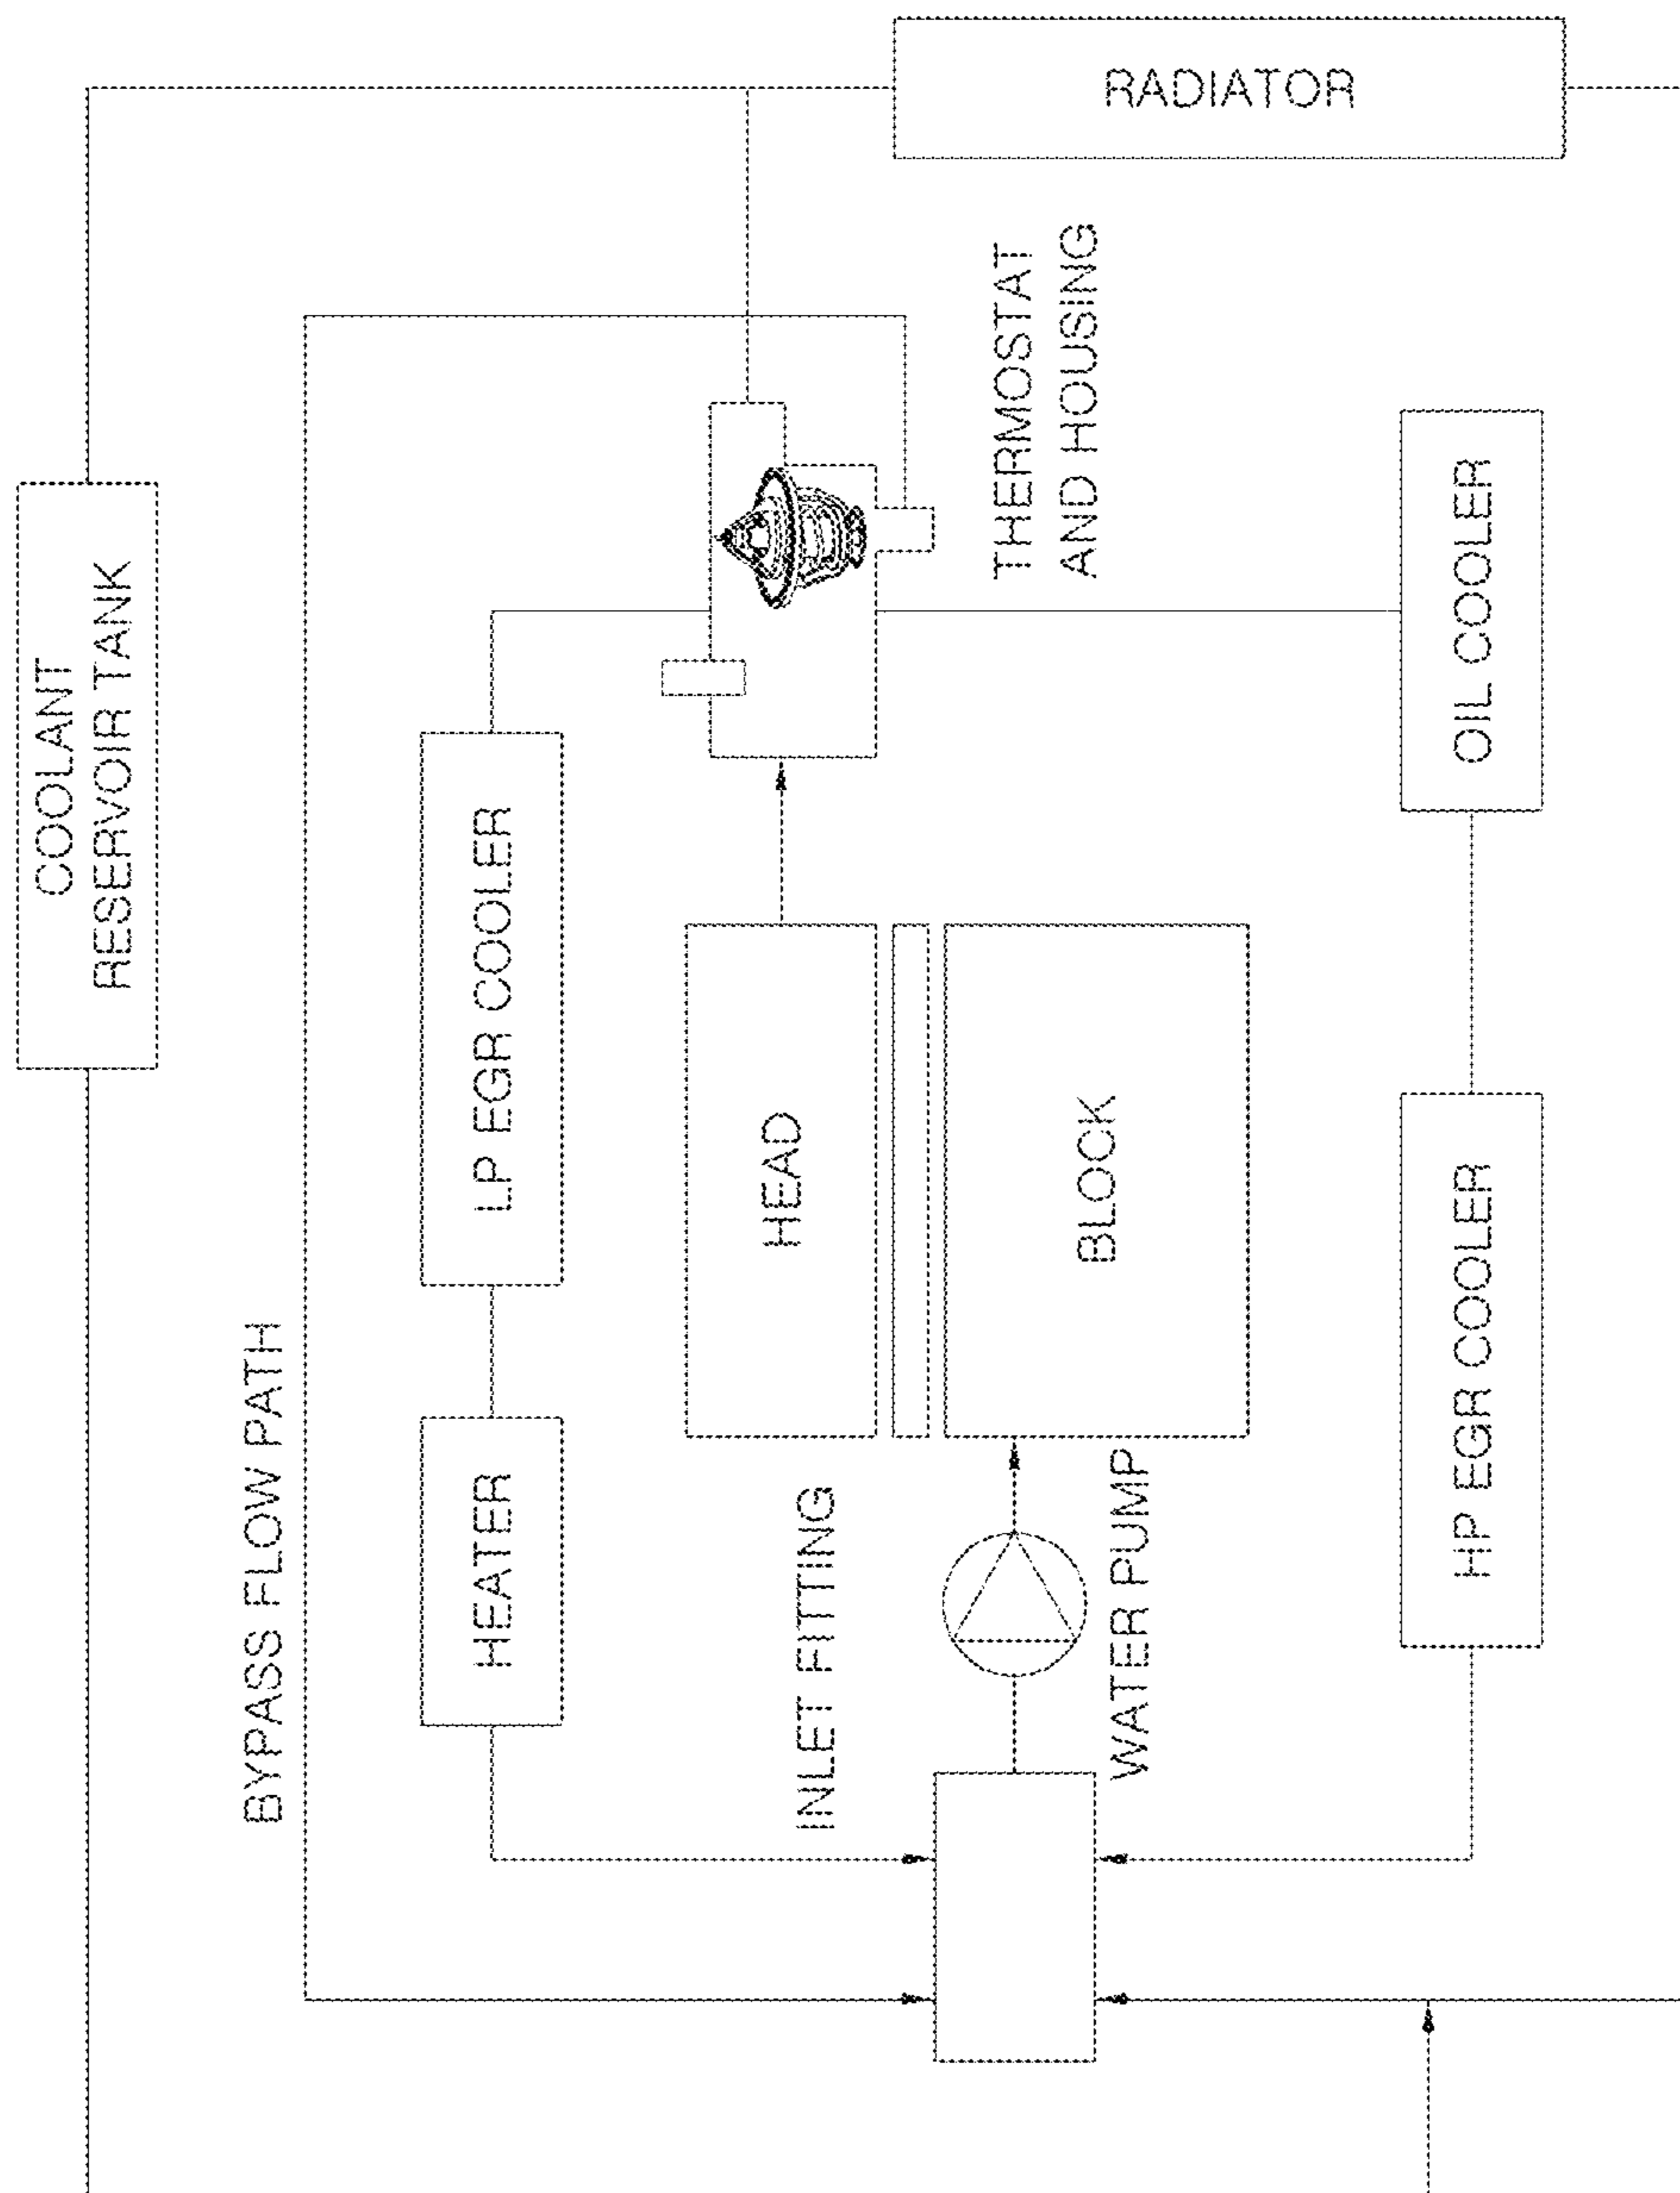 RADIATOR
THERMOSTAT
AND HOUSING
COOLANT
RESERVOIR TANK
OIL COOLER
LP EGR COOLER
HEAD
BLOCK
HP EGR COOLER
BYPASS FLOW PATH
HEATER
INLET FITTING
WATER PUMP